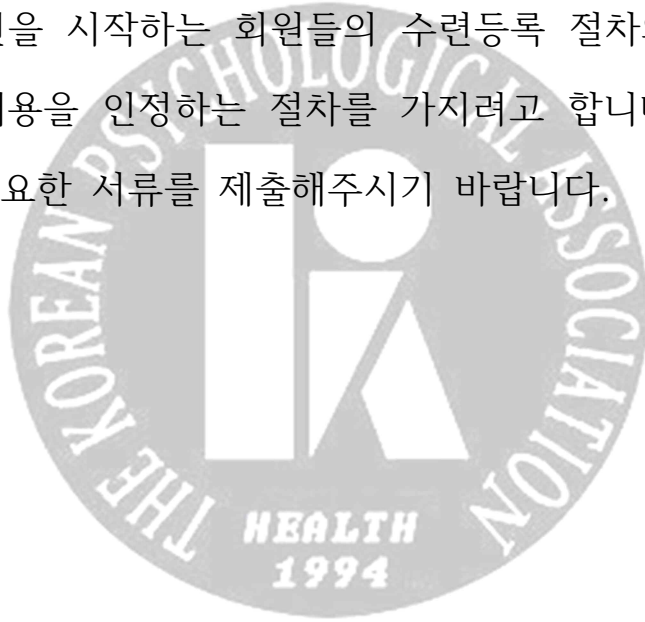 을 시작하는 회원들의 수련등록 절차
용을 인정하는 절차를 가지려고 합니
요한 서류를 제출해주시기 바랍니다.
THE KOREAN PSYCHOLOGICAL ASSOCIATION
HEALTH
1994